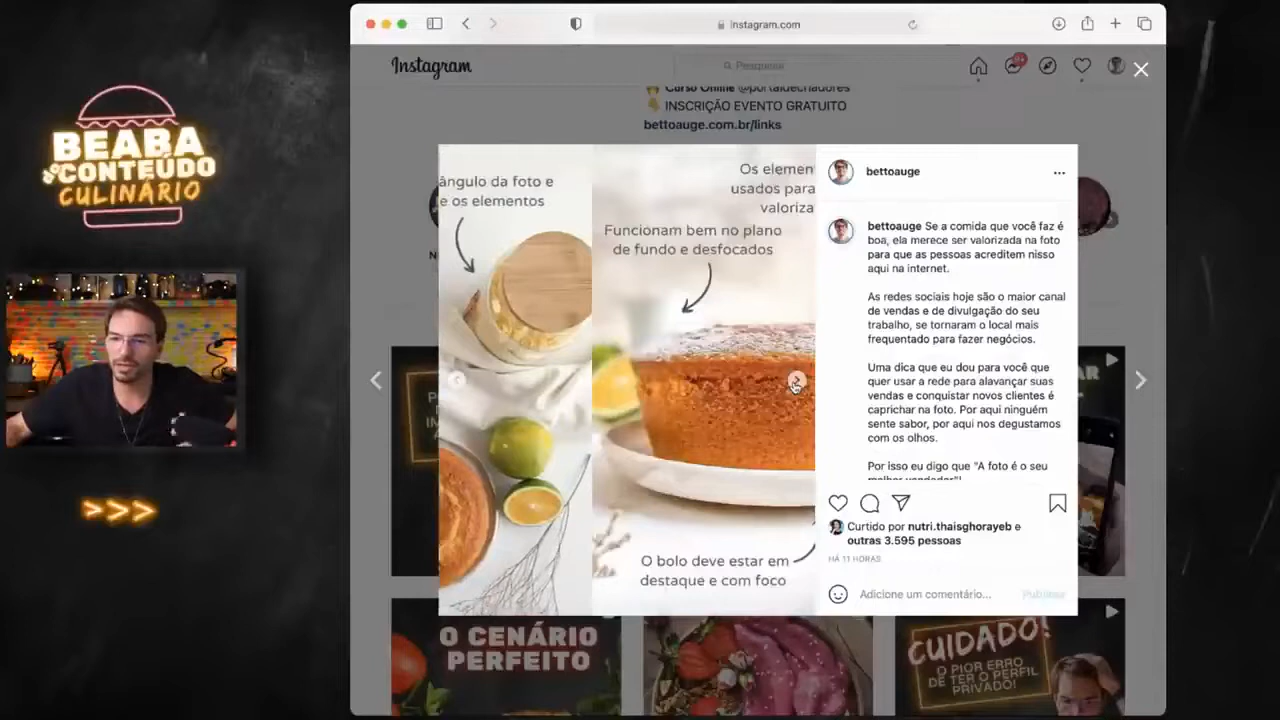 BEABA
CONTEÚDO
CULINÁRIO
>>>
instagram.com
Instagram
Pesquisar
Curso Online @portaldecriadores
INSCRIÇÃO EVENTO GRATUITO
bettoauge.com.br/links
ângulo da foto e
e os elementos
Os elemen
usados para
valoriza
Funcionam bem no plano
de fundo e desfocados
O bolo deve estar em
destaque e com foco
bettoauge
bettoauge Se a comida que você faz é
boa, ela merece ser valorizada na foto
para que as pessoas acreditem nisso
aqui na internet.
As redes sociais hoje são o maior canal
de vendas e de divulgação do seu
trabalho, se tornaram o local mais
frequentado para fazer negócios.
Uma dica que eu dou para você que
quer usar a rede para alavançar suas
vendas e conquistar novos clientes é
caprichar na foto. Por aqui ninguém
sente sabor, por aqui nos degustamos
com os olhos.
Por isso eu digo que "A foto é o seu
melhor vendedor"!
Curtido por nutri.thaisghorayeb e
outras 3.595 pessoas
HÁ 11 HORAS
Adicione um comentário...
Publicar
O CENÁRIO
PERFEITO
CUIDADO!
O PIOR ERRO
DE TER O PERFIL
PRIVADO!